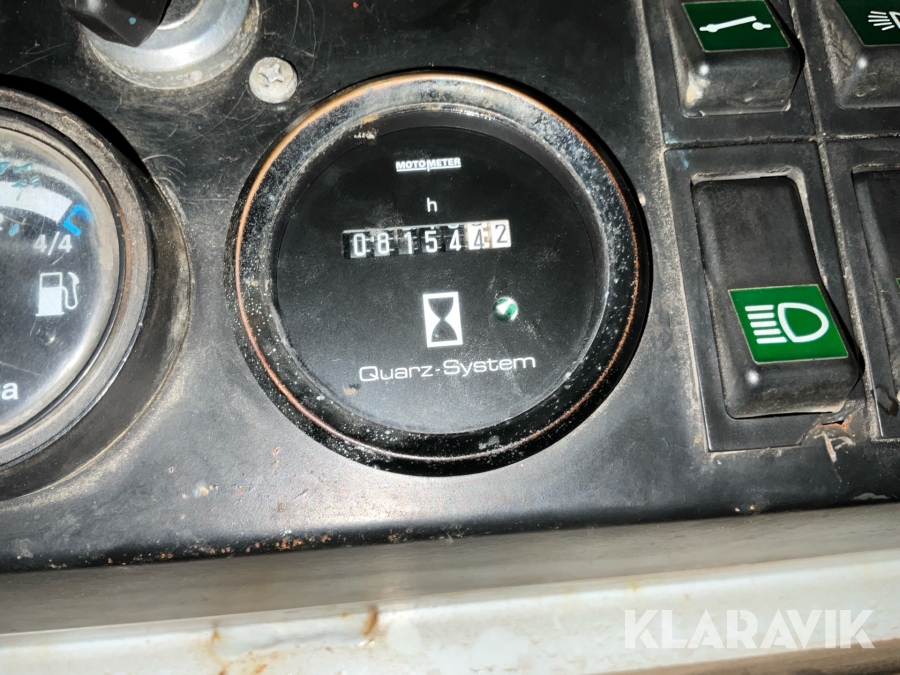 MOTOMETER
h
0815442
Quarz-System
4/4
a
KLARAVIK